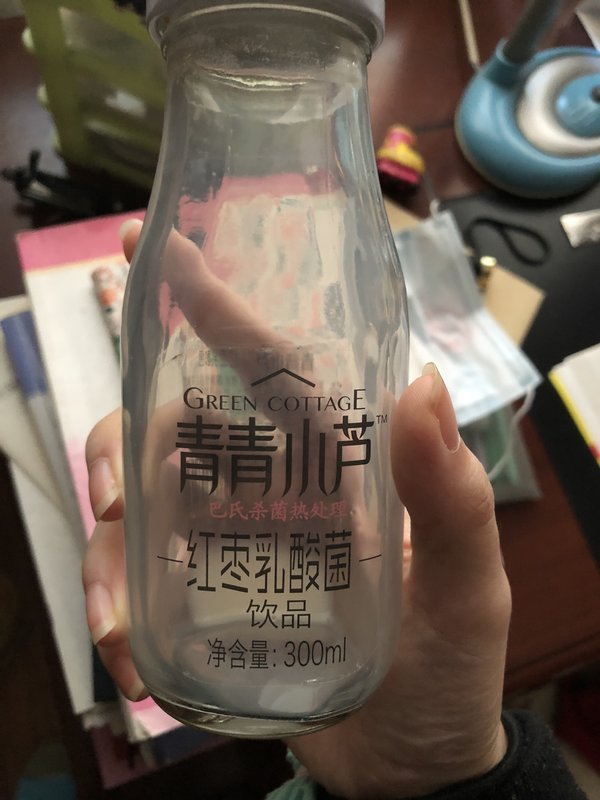 GREEN COTTAGE
青青小芦™
巴氏杀菌热处理
红枣乳酸菌
饮品
净含量: 300ml